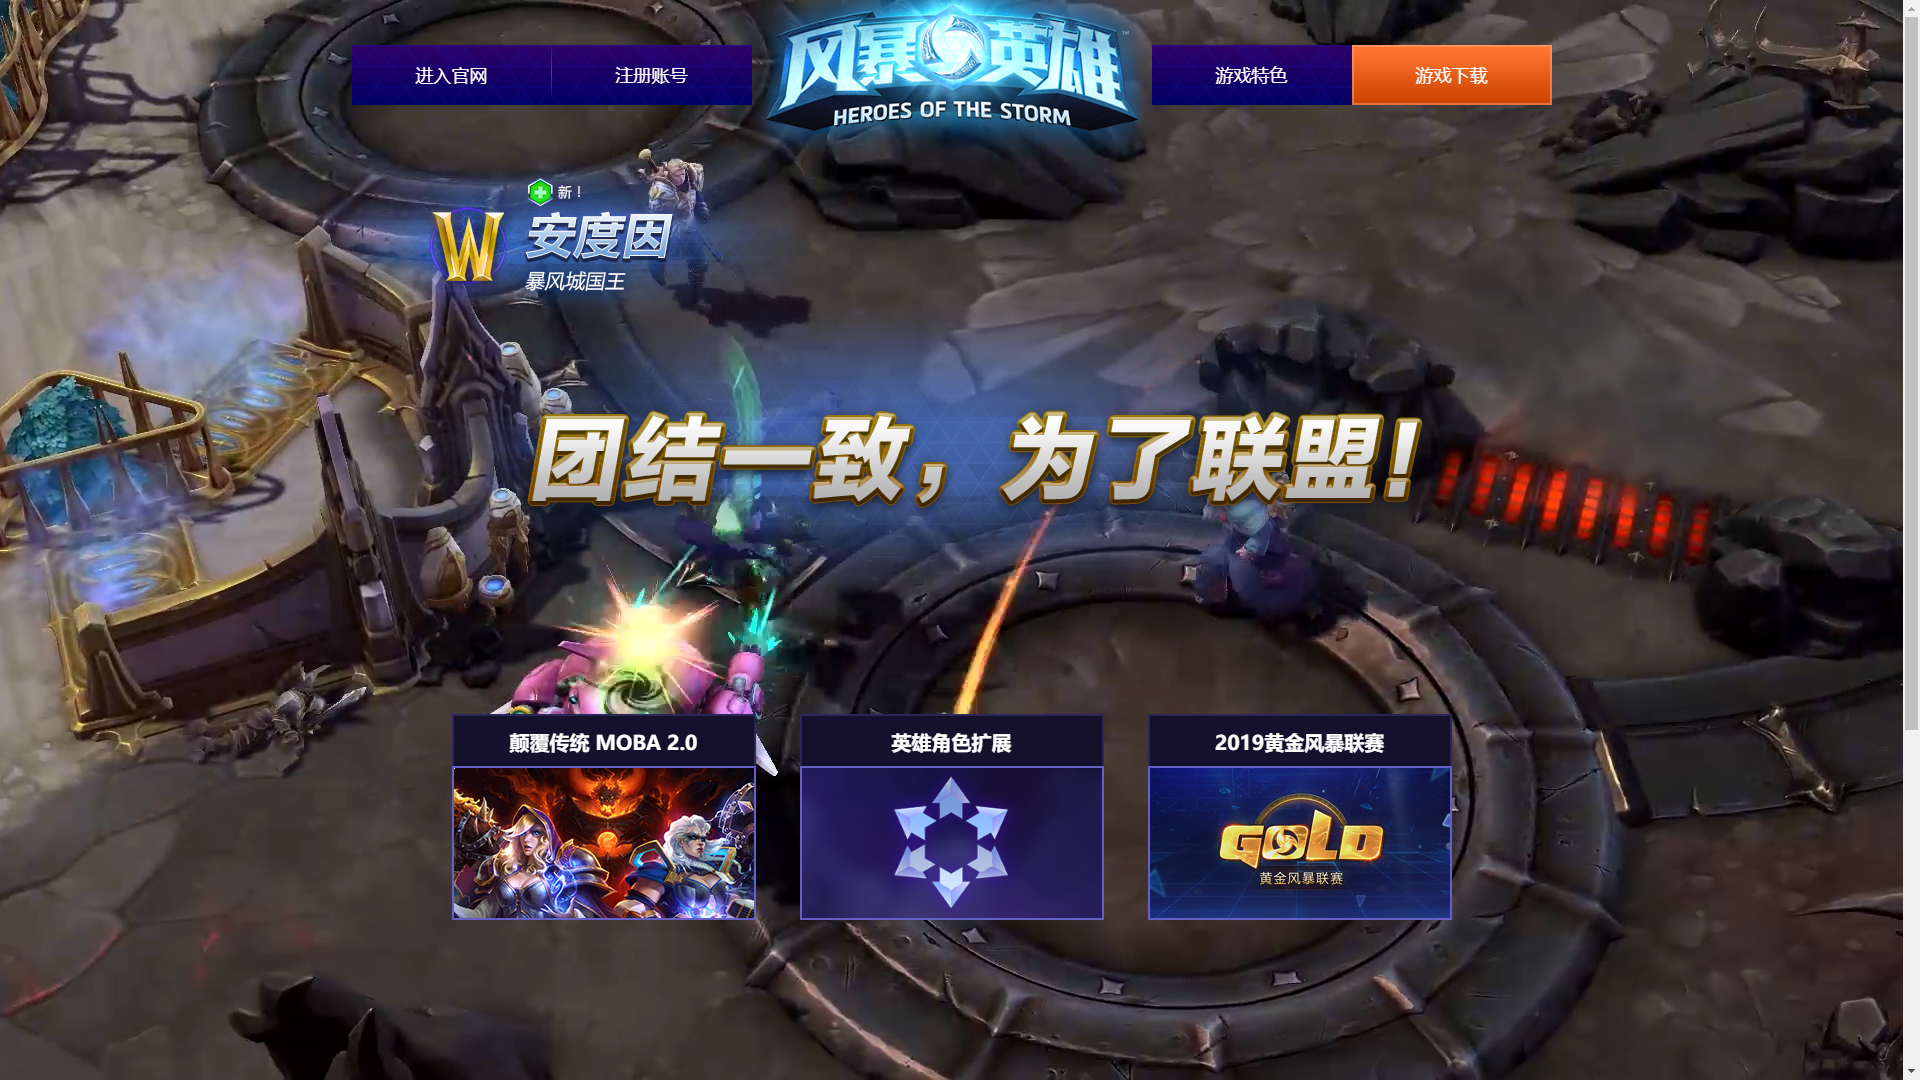 进入官网
注册账号
风暴英雄™
HEROES OF THE STORM
游戏特色
游戏下载
新！
安度因
暴风城国王
团结一致，为了联盟！
颠覆传统 MOBA 2.0
英雄角色扩展
2019黄金风暴联赛
GOLD
黄金风暴联赛